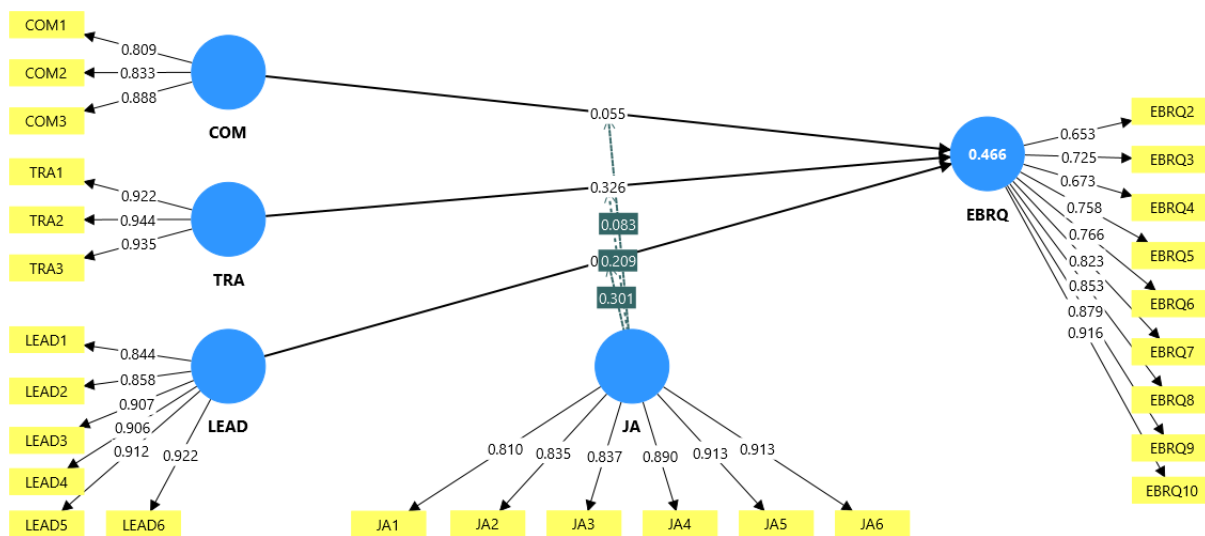 COM1
COM2
COM3
0.809
0.833
0.888
COM
TRA1
TRA2
TRA3
0.922
0.944
0.935
TRA
LEAD1
LEAD2
LEAD3
LEAD4
LEAD5
LEAD6
0.844
0.858
0.907
0.906
0.912
0.922
LEAD
0.055
0.326
0.083
0.209
0.301
JA
0.810
0.835
0.837
0.890
0.913
0.913
JA1
JA2
JA3
JA4
JA5
JA6
0.466
EBRQ
0.653
0.725
0.673
0.758
0.766
0.823
0.853
0.879
0.916
EBRQ2
EBRQ3
EBRQ4
EBRQ5
EBRQ6
EBRQ7
EBRQ8
EBRQ9
EBRQ10